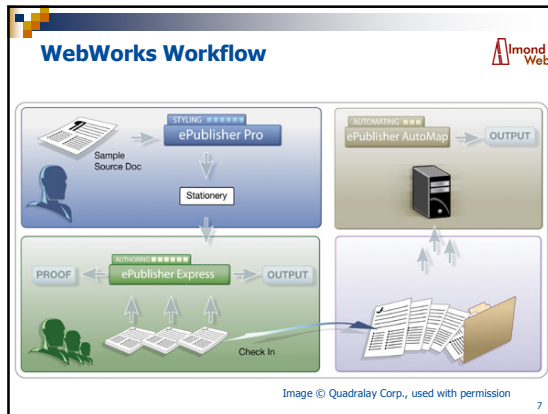 WebWorks Workflow
Almond
Web
STYLING
ePublisher Pro
Sample
Source Doc
Stationery
AUTOMATING
ePublisher AutoMap
OUTPUT
AUTHORING
PROOF
ePublisher Express
OUTPUT
Check In
Image © Quadralay Corp., used with permission
7